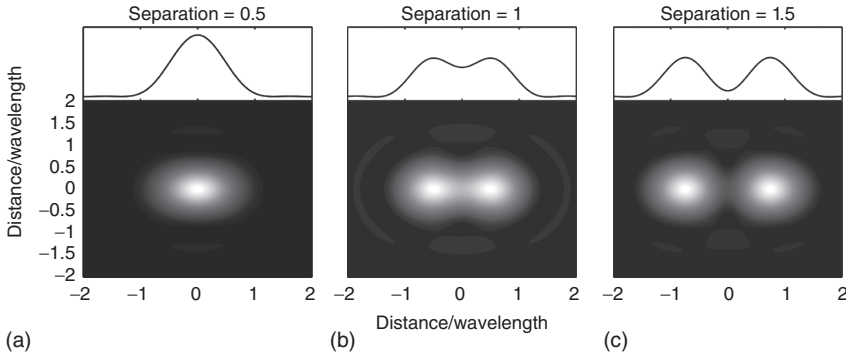 Separation = 0.5
Separation = 1
Separation = 1.5
Distance/wavelength
2
1.5
1
0.5
0
−0.5
−1
−1.5
−2
−2 −1 0 1 2
−2 −1 0 1 2
−2 −1 0 1 2
Distance/wavelength
(a)
(b)
(c)